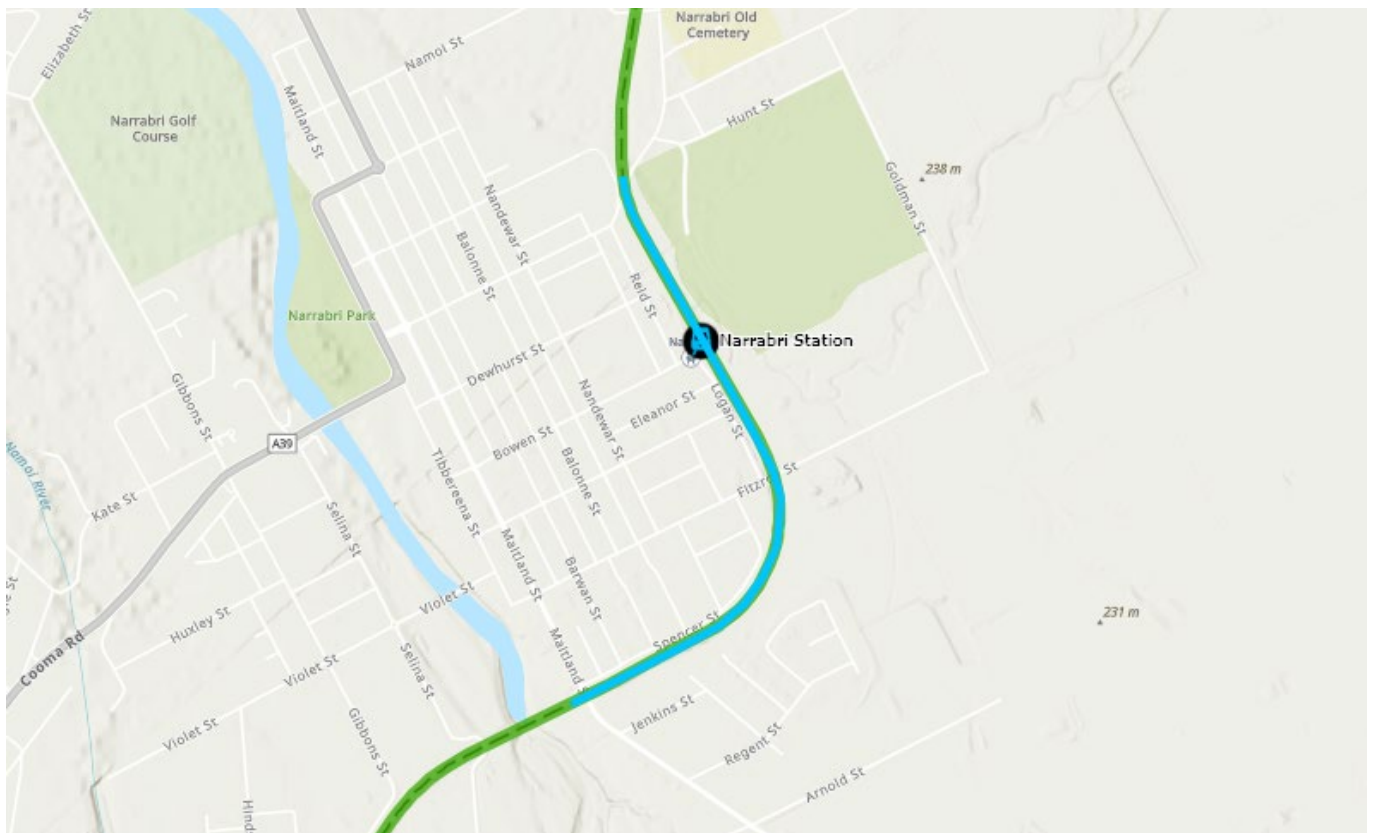 Narrabri Old
Cemetery
Elizabeth St
Namoi St
Maitland St
Narrabri Golf
Course
Hunt St
238 m
Goldman St
Nandewar St
Balonne St
Reid St
Narrabri Park
Narrabri Station
Dewhurst St
Gibbons St
Nandewar St
Eleanor St
Logan St
A39
Bowen St
Namoi River
Tibbereena St
Balonne St
Fitzroy St
Kate St
Selina St
Maitland St
Barwan St
Violet St
Huxley St
231 m
Spencer St
Cooma Rd
Selina St
Maitland St
Violet St
Jenkins St
Violet St
Gibbons St
Regent St
Arnold St